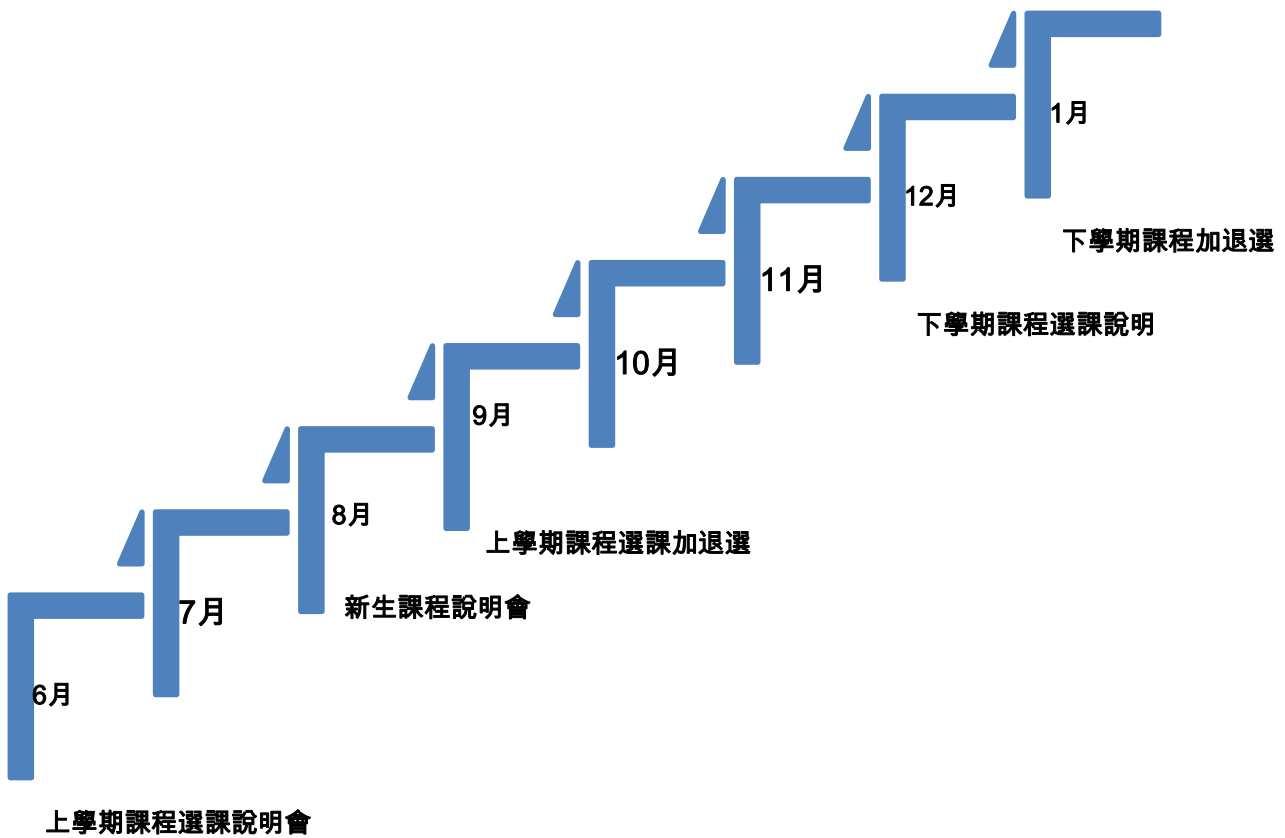 6月
上學期課程選課說明會
7月
8月
新生課程說明會
9月
上學期課程選課加退選
10月
11月
12月
下學期課程選課說明
1月
下學期課程加退選